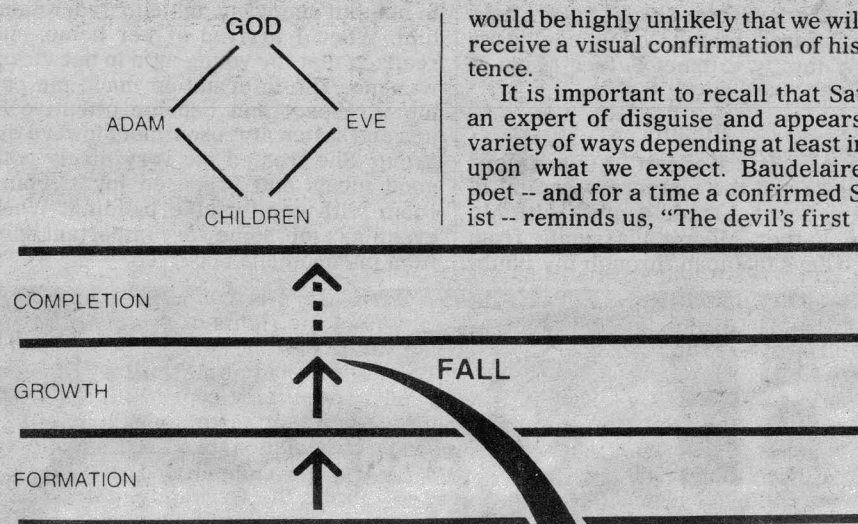 GOD
ADAM
EVE
CHILDREN
would be highly unlikely that we wil
receive a visual confirmation of his
tence.
It is important to recall that Sa
an expert of disguise and appears
variety of ways depending at least i
upon what we expect. Baudelaire
poet -- and for a time a confirmed S
ist -- reminds us, “The devil's first
COMPLETION
GROWTH
FALL
FORMATION